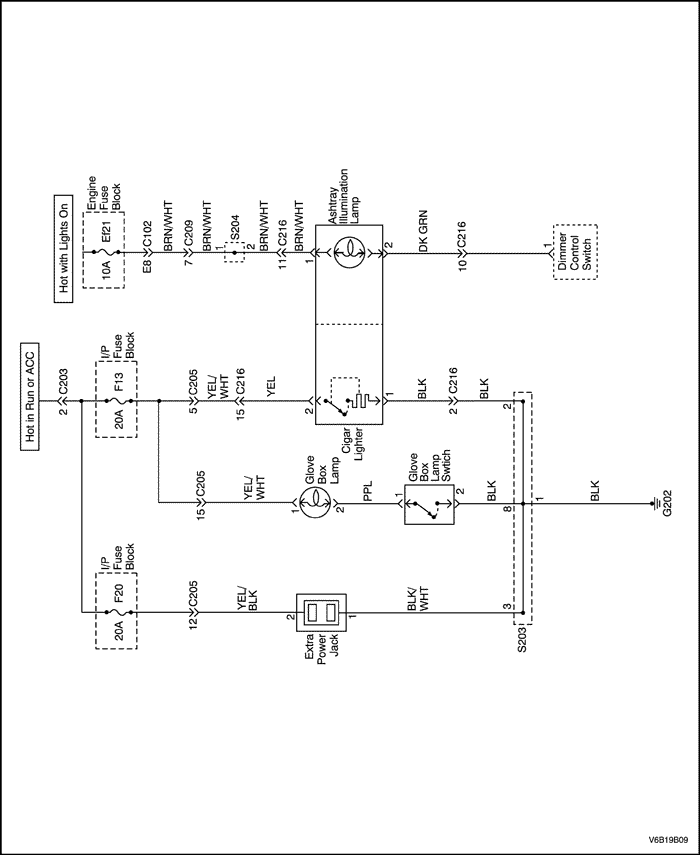 Hot in Run or ACC
2
C203
I/P
Fuse
Block
F20
20A
12
C205
YEL/
BLK
2
Extra
Power
Jack
1
BLK/
WHT
3
S203
I/P
Fuse
Block
F13
20A
15
C205
YEL/
WHT
1
Glove
Box
Lamp
2
PPL
1
Glove
Box
Lamp
Swtich
2
BLK
8
1
BLK
G202
5
C205
YEL/
WHT
15
C216
YEL
2
Cigar
Lighter
1
BLK
2
C216
BLK
2
Hot with Lights On
Engine
Fuse
Block
Ef21
10A
E8
C102
BRN/WHT
7
C209
BRN/WHT
1
S204
2
BRN/WHT
11
C216
BRN/WHT
1
Ashtray
Illumination
Lamp
2
DK GRN
10
C216
1
Dimmer
Control
Switch
V6B19B09